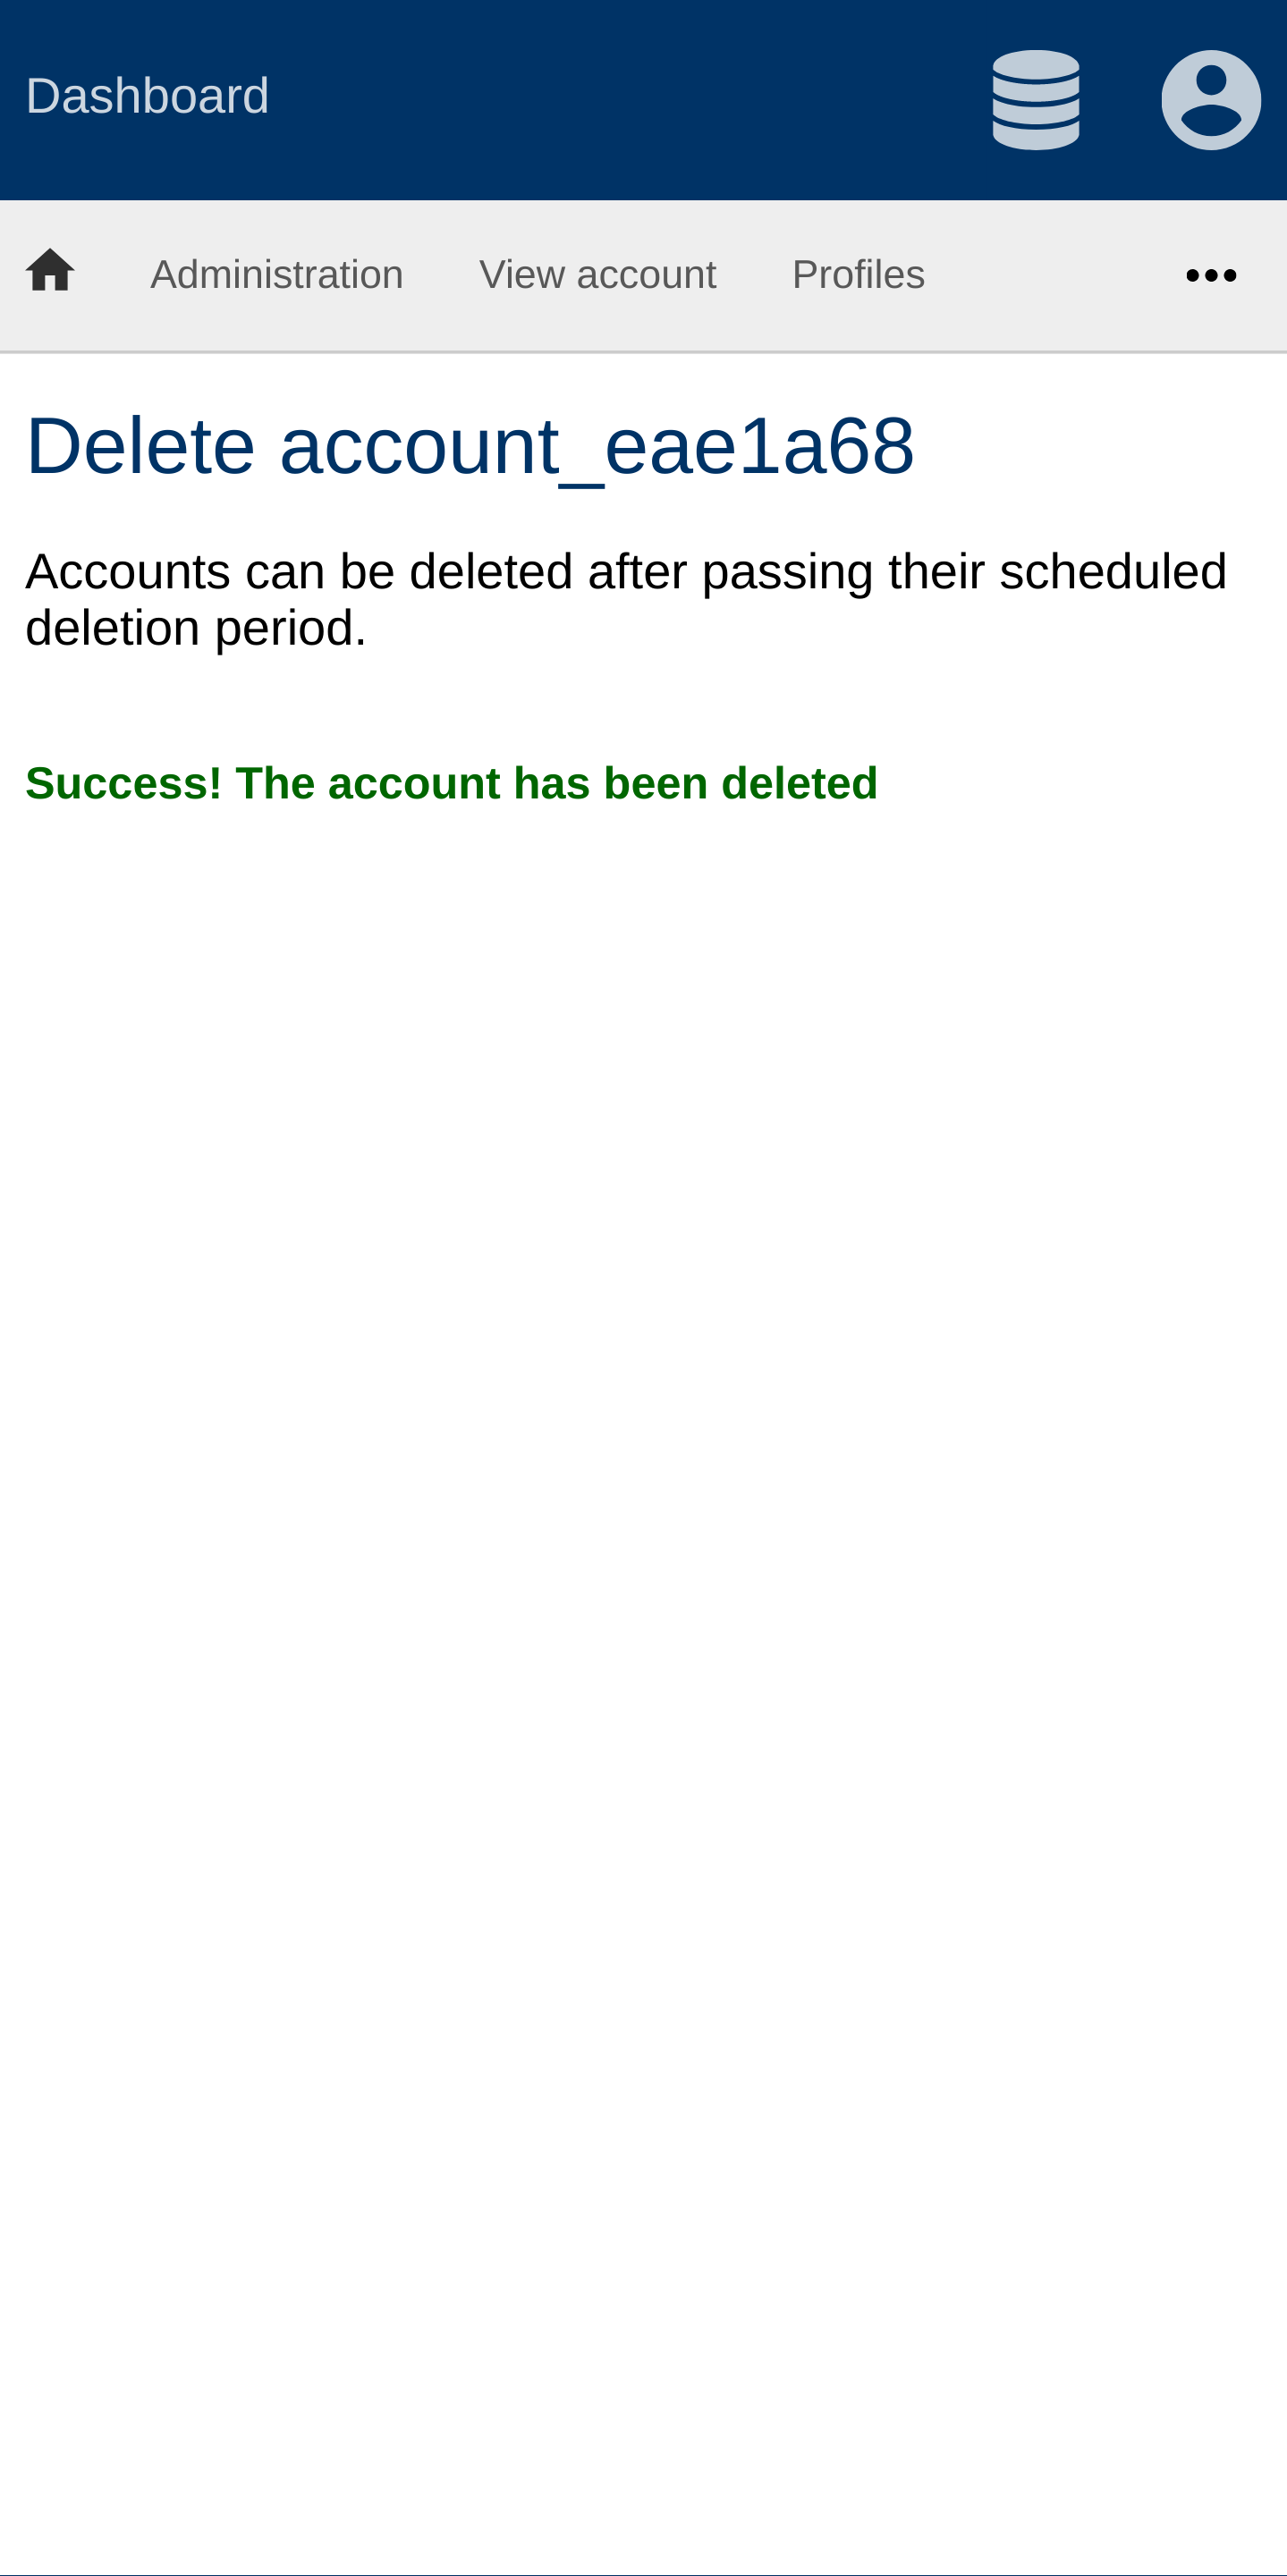 Dashboard
Administration View account Profiles
Delete account_eae1a68
Accounts can be deleted after passing their scheduled
deletion period.
Success! The account has been deleted